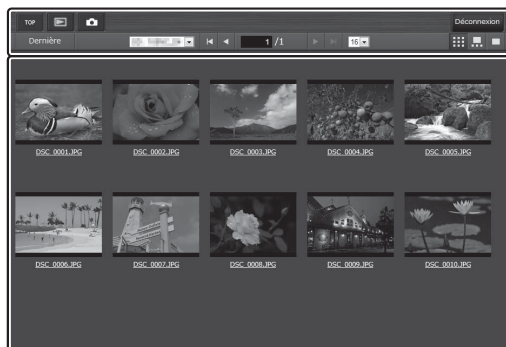 TOP Déconnexion
Dernière 1 /1 16
DSC_0001.JPG DSC_0002.JPG DSC_0003.JPG DSC_0004.JPG DSC_0005.JPG
DSC_0006.JPG DSC_0007.JPG DSC_0008.JPG DSC_0009.JPG DSC_0010.JPG